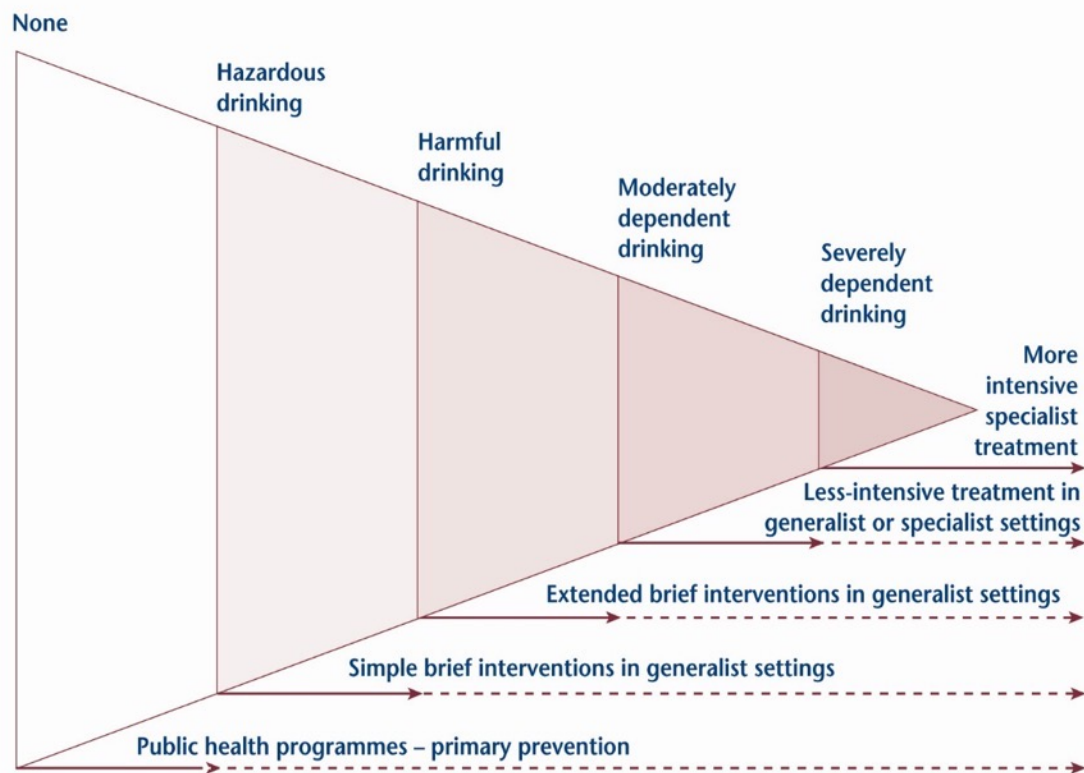 None
Hazardous
drinking
Harmful
drinking
Moderately
dependent
drinking
Severely
dependent
drinking
More
intensive
specialist
treatment
Less-intensive treatment in
generalist or specialist settings
Extended brief interventions in generalist settings
Simple brief interventions in generalist settings
Public health programmes – primary prevention